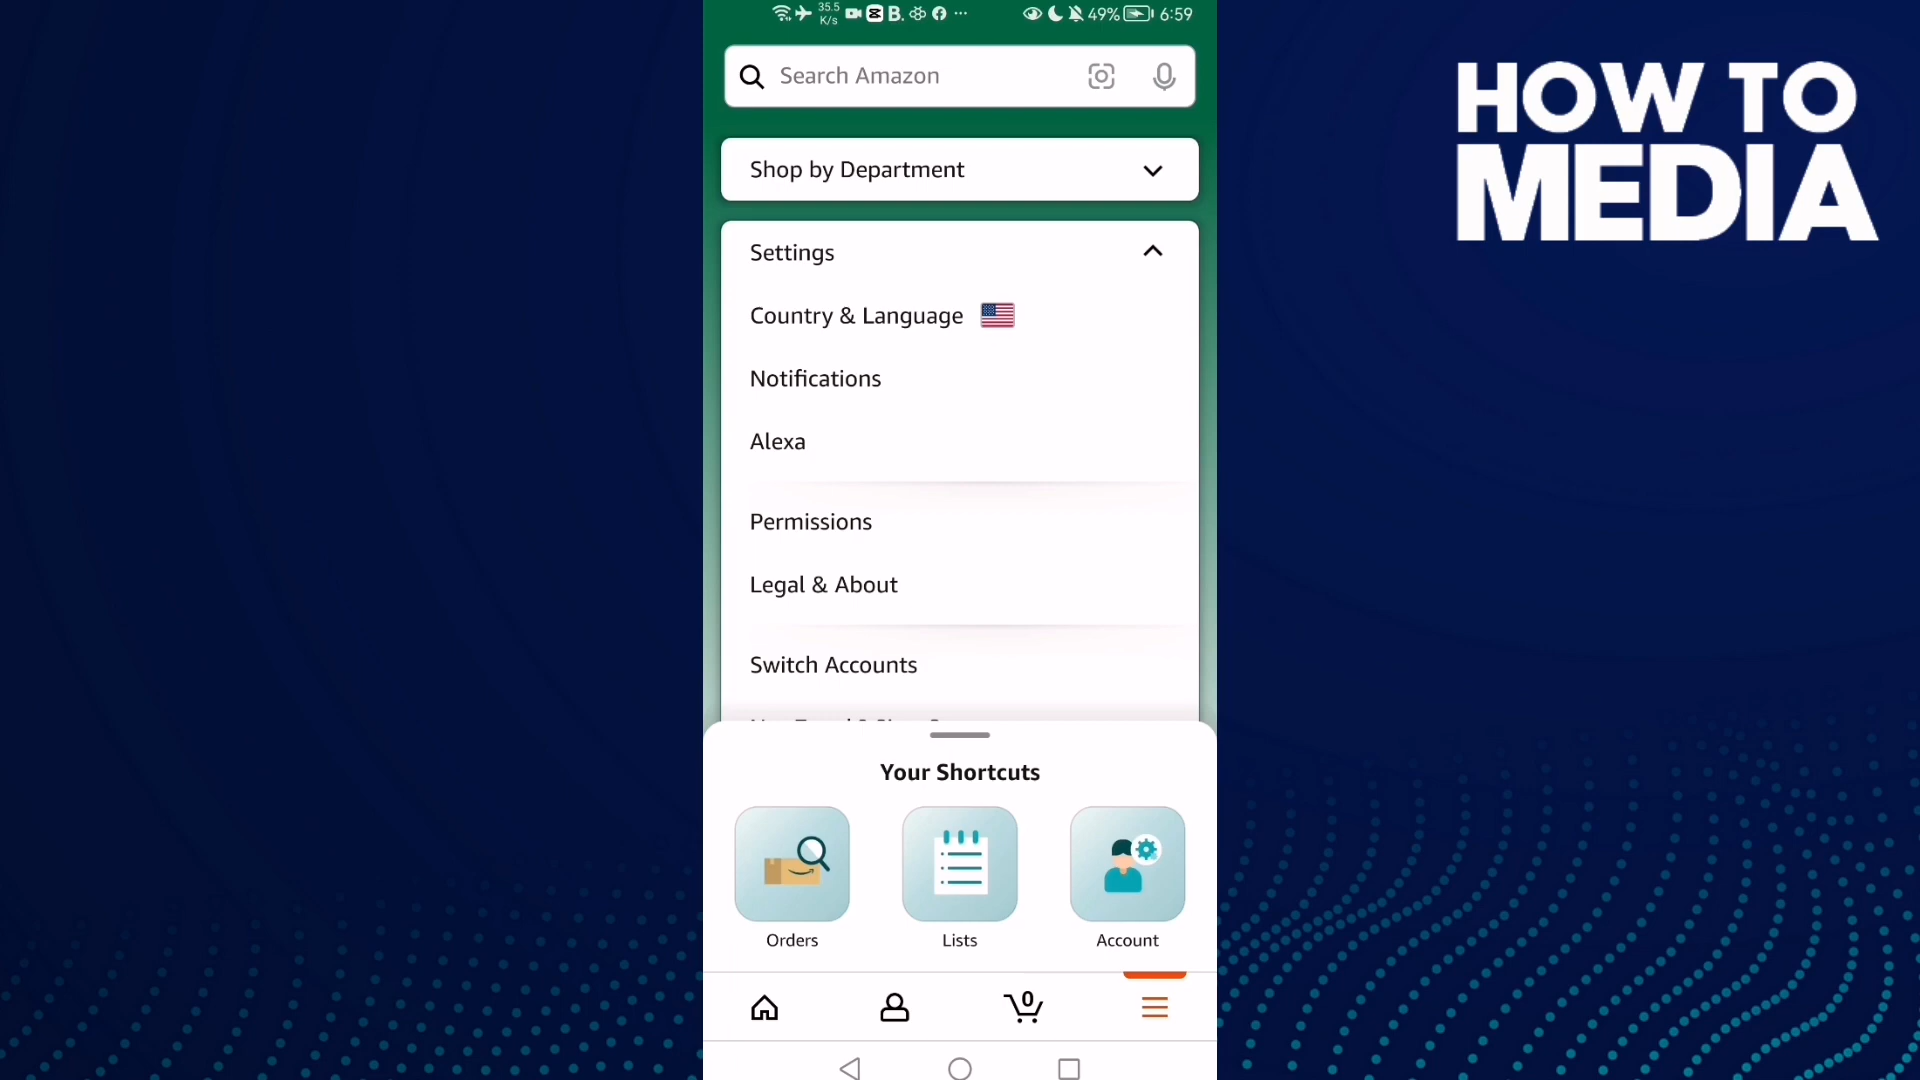 35.5
K/s
B.
49%
6:59
Search Amazon
HOW TO
MEDIA
Shop by Department
Settings
Country & Language
Notifications
Alexa
Permissions
Legal & About
Switch Accounts
Your Shortcuts
Orders
Lists
Account
0